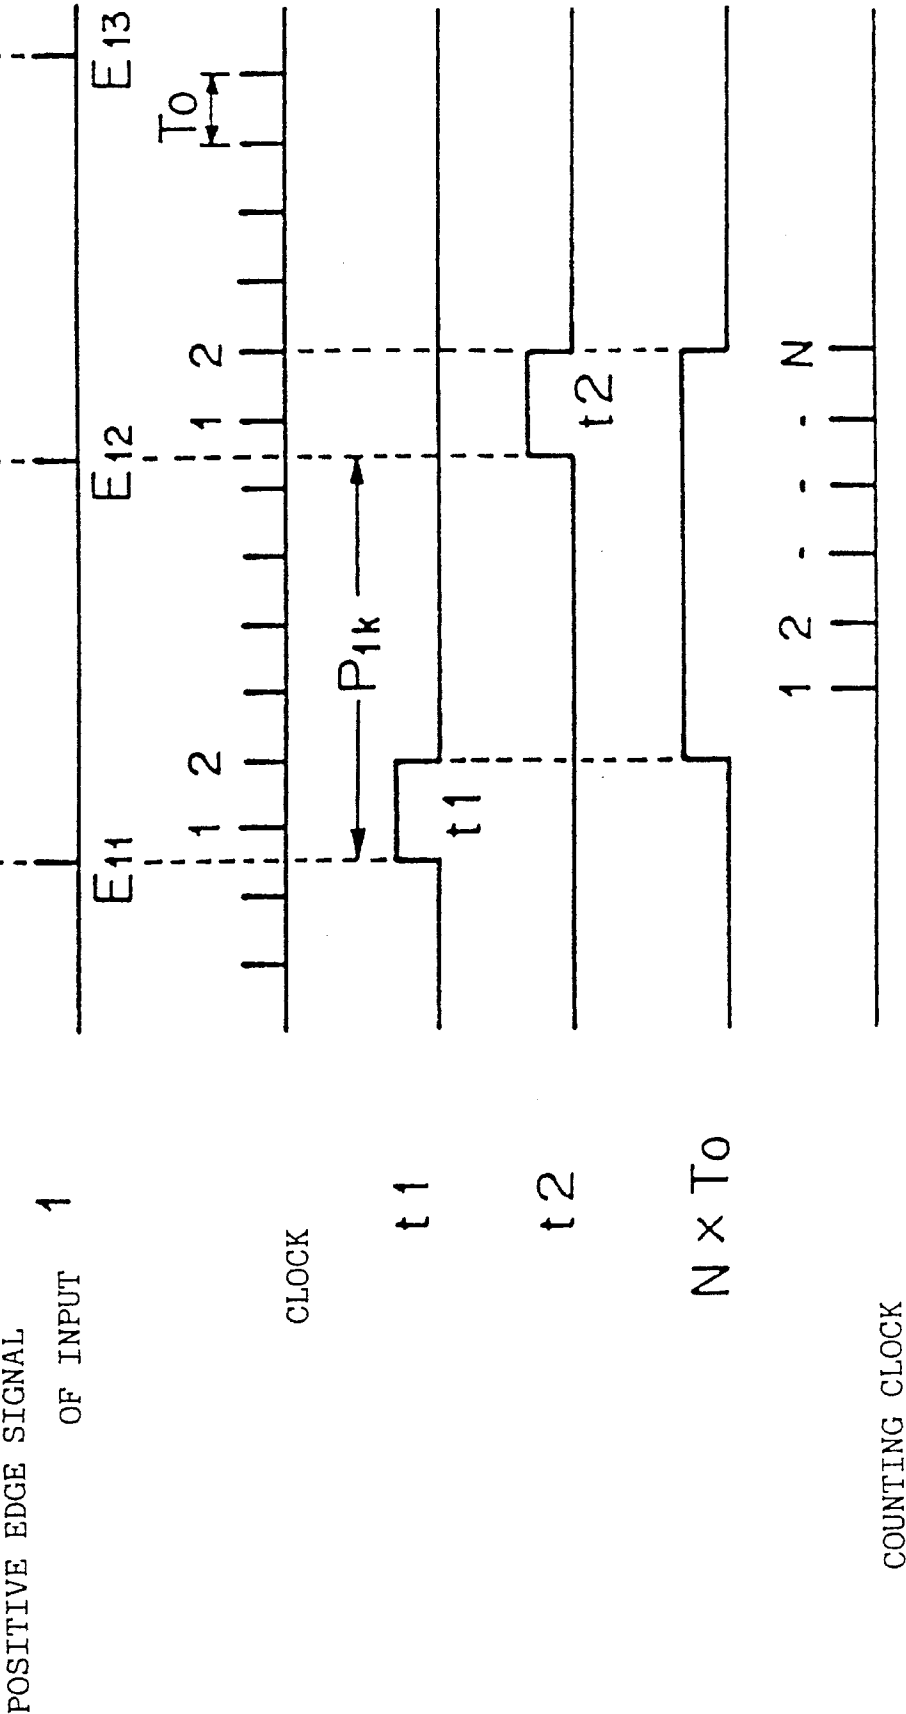 POSITIVE EDGE SIGNAL
OF INPUT 1
E11 E12 E13
CLOCK
1 2 1 2 To
P1k
t1
t1
t2
t2
N × To
1 2 - - - N
COUNTING CLOCK